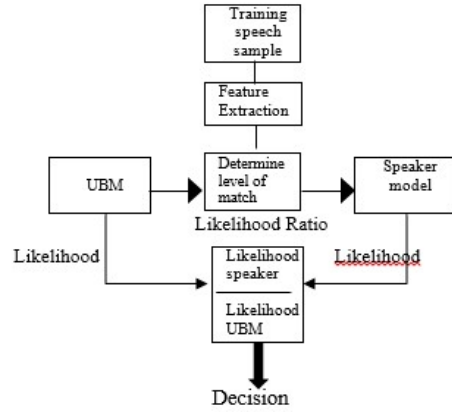 Training
speech
sample
Feature
Extraction
UBM
Determine
level of
match
Speaker
model
Likelihood Ratio
Likelihood
Likelihood
speaker
Likelihood
UBM
Likelihood
Decision